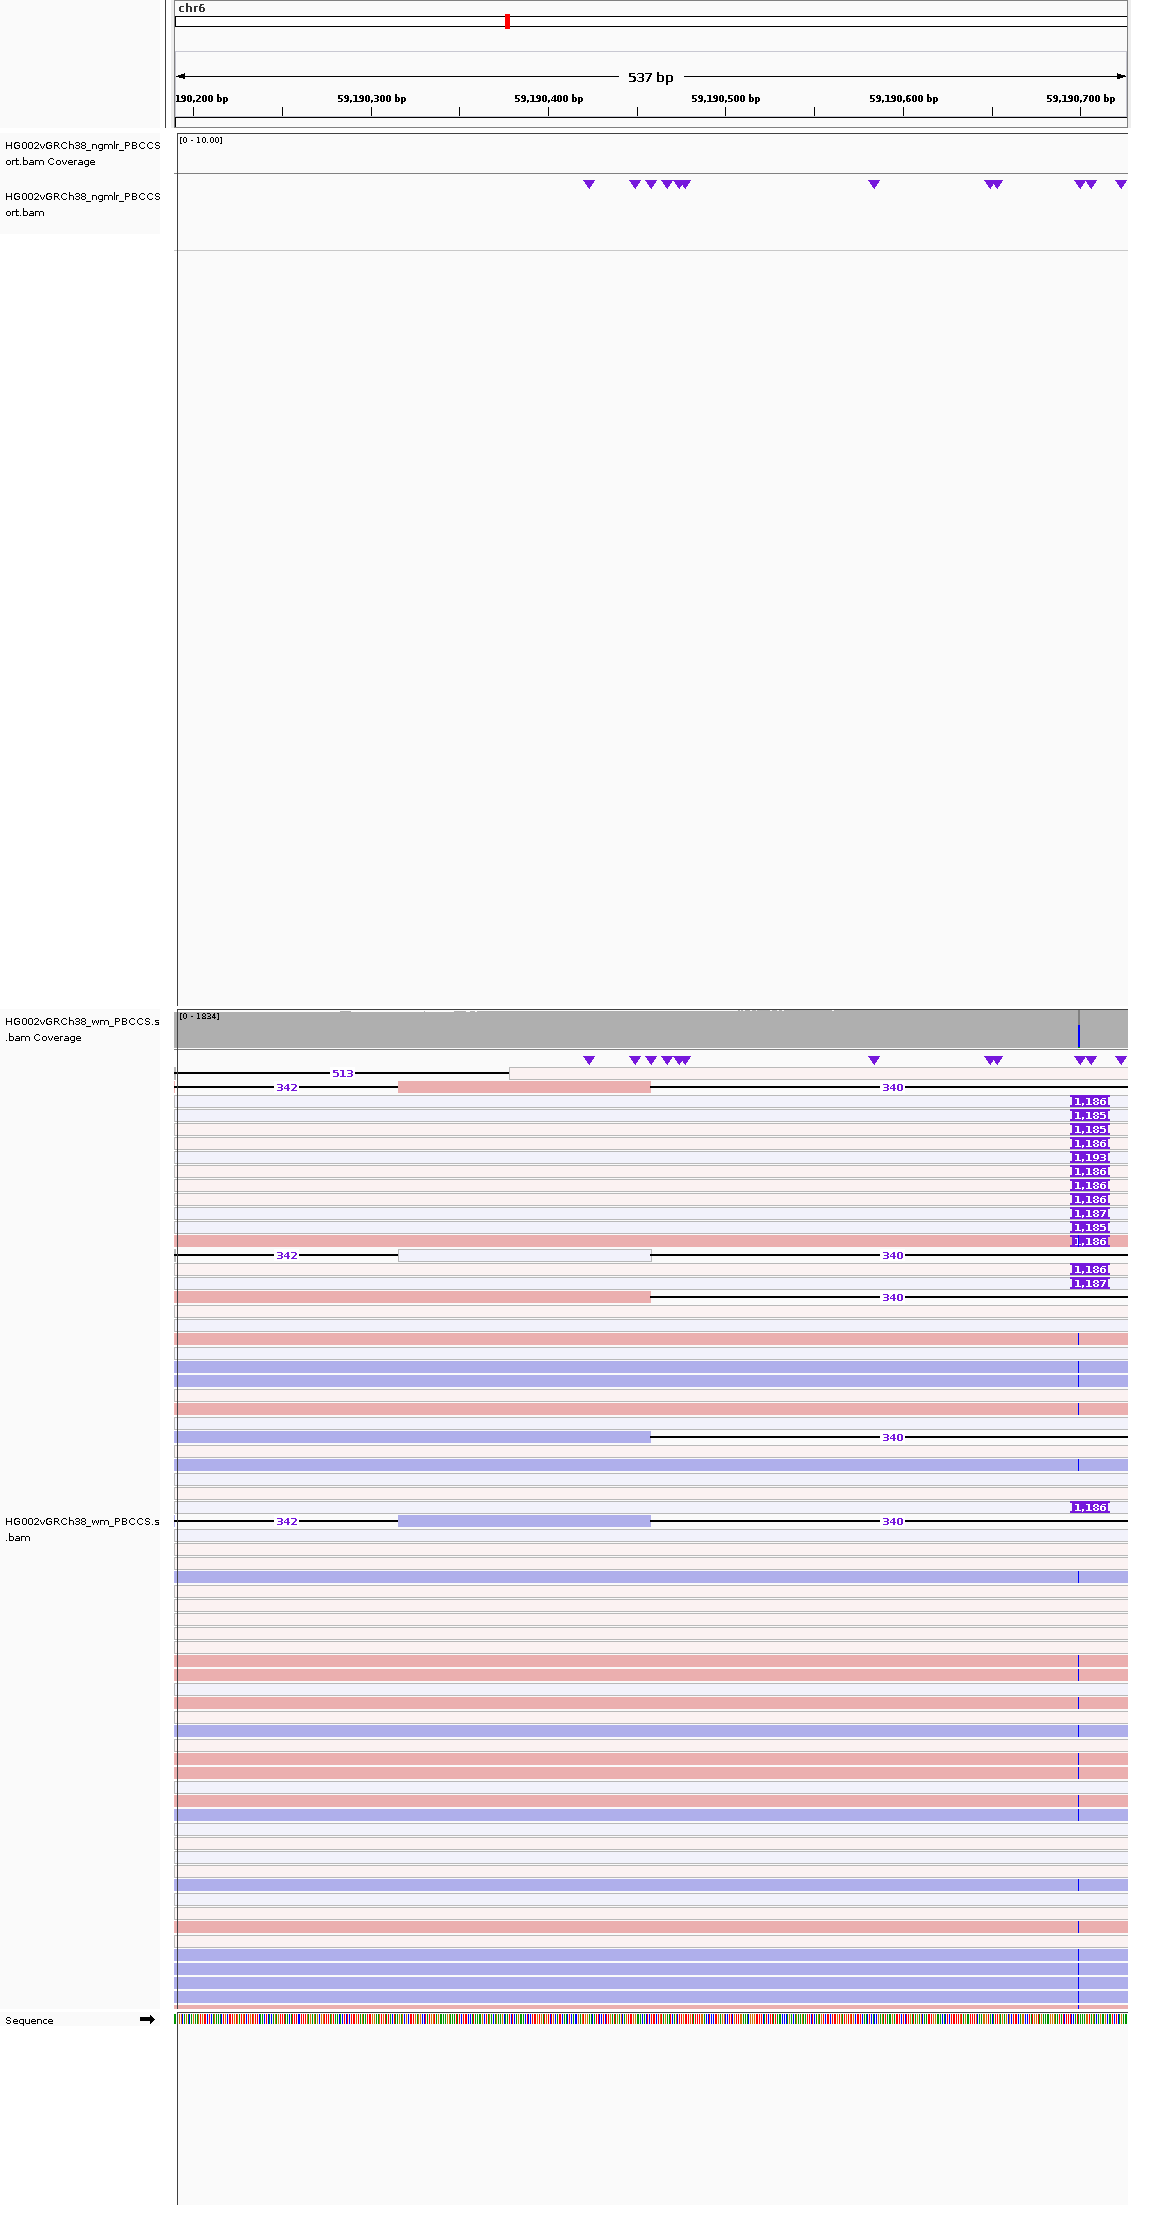 chr6
537 bp
190,200 bp 59,190,300 bp 59,190,400 bp 59,190,500 bp 59,190,600 bp 59,190,700 bp
HG002vGRCh38_ngmlr_PBCCS
ort.bam Coverage
[0 - 10.00]
HG002vGRCh38_ngmlr_PBCCS
ort.bam
HG002vGRCh38_wm_PBCCS.s
.bam Coverage
[0 - 1834]
513
342 340
1,186
1,185
1,185
1,186
1,193
1,186
1,186
1,186
1,187
1,185
1,186
342 340
1,186
1,187
340
340
1,186
HG002vGRCh38_wm_PBCCS.s
.bam
342 340
Sequence